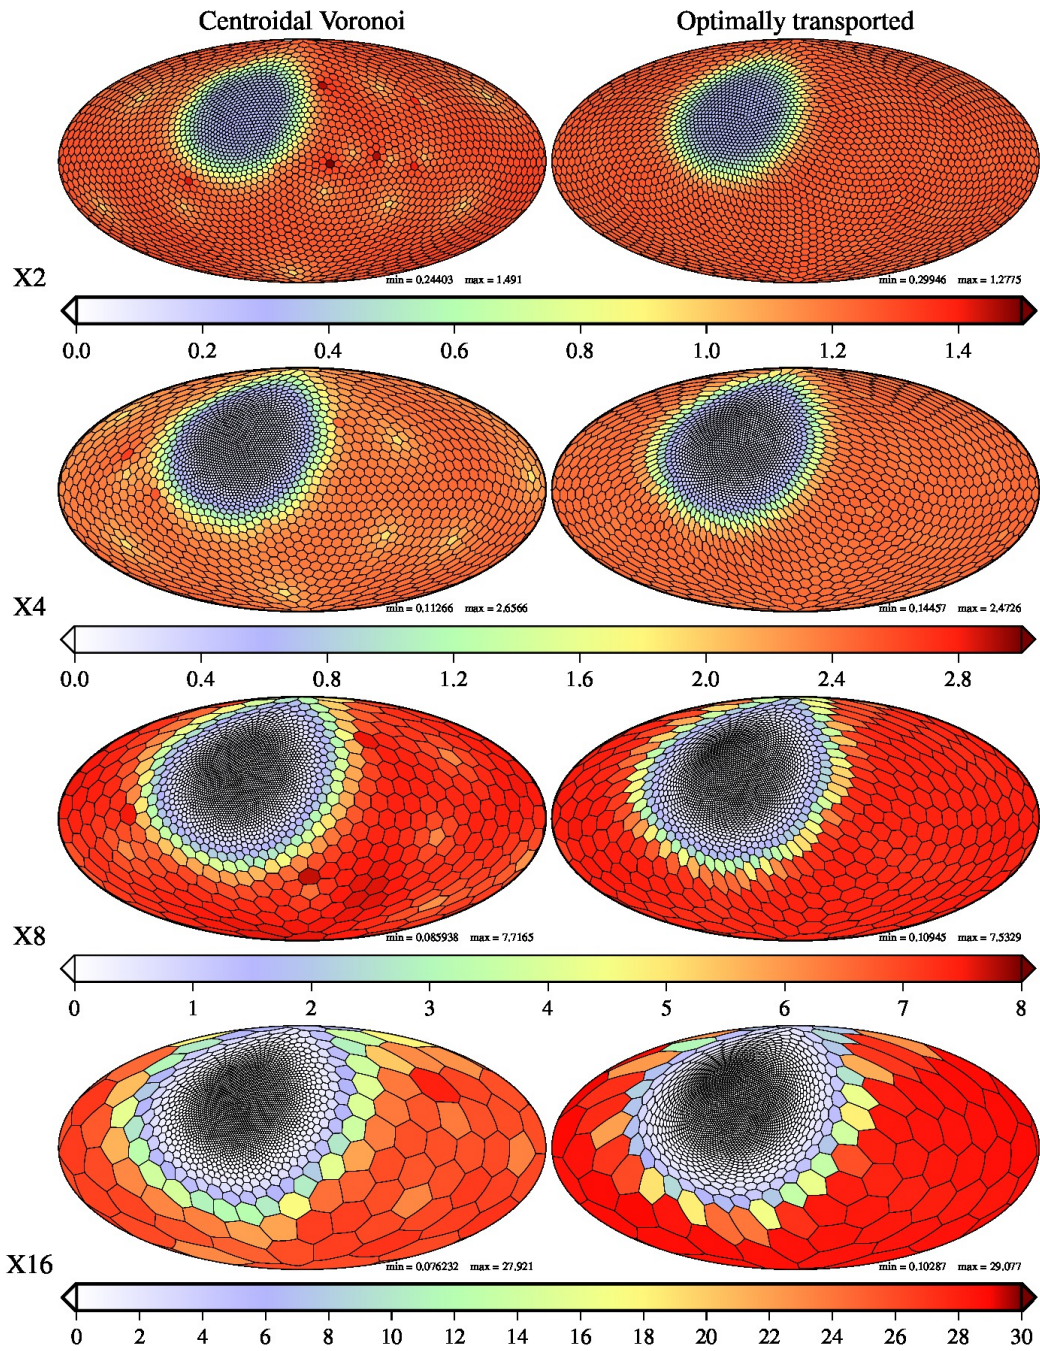 Centroidal Voronoi Optimally transported
X2
min = 0.24403 max = 1.491 min = 0.29946 max = 1.2775
0.0 0.2 0.4 0.6 0.8 1.0 1.2 1.4
X4
min = 0.11266 max = 2.6566 min = 0.14457 max = 2.4726
0.0 0.4 0.8 1.2 1.6 2.0 2.4 2.8
X8
min = 0.085938 max = 7.7165 min = 0.10945 max = 7.5329
0 1 2 3 4 5 6 7 8
X16
min = 0.076232 max = 27.921 min = 0.10287 max = 29.077
0 2 4 6 8 10 12 14 16 18 20 22 24 26 28 30